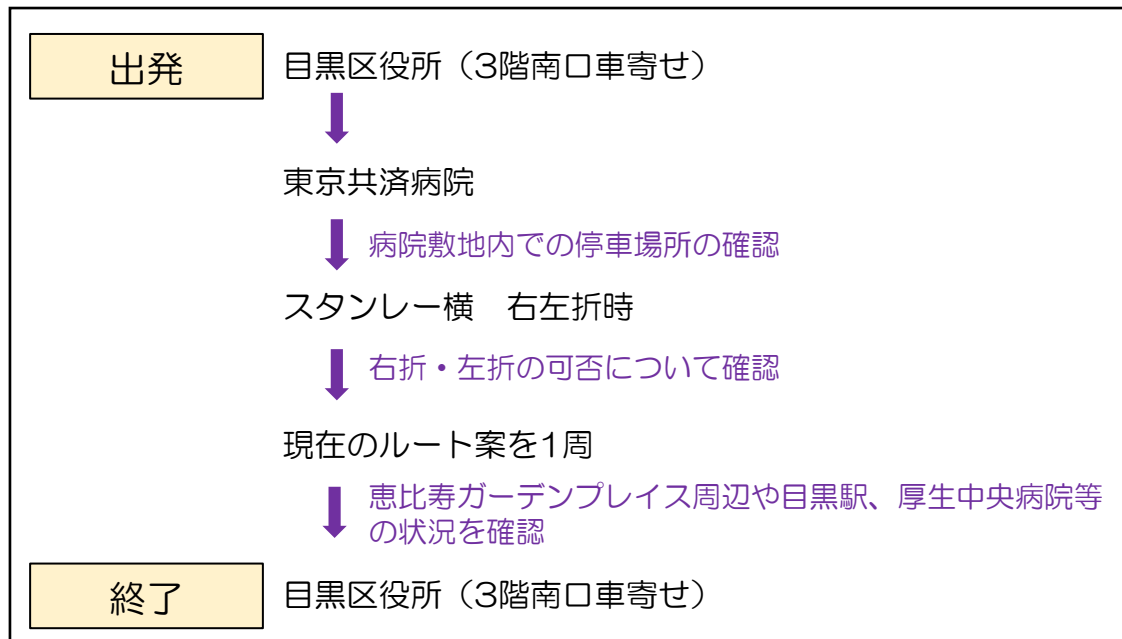 出発
目黒区役所（3階南口車寄せ）
東京共済病院
病院敷地内での停車場所の確認
スタンレー横　右左折時
右折・左折の可否について確認
現在のルート案を1周
恵比寿ガーデンプレイス周辺や目黒駅、厚生中央病院等
の状況を確認
終了
目黒区役所（3階南口車寄せ）